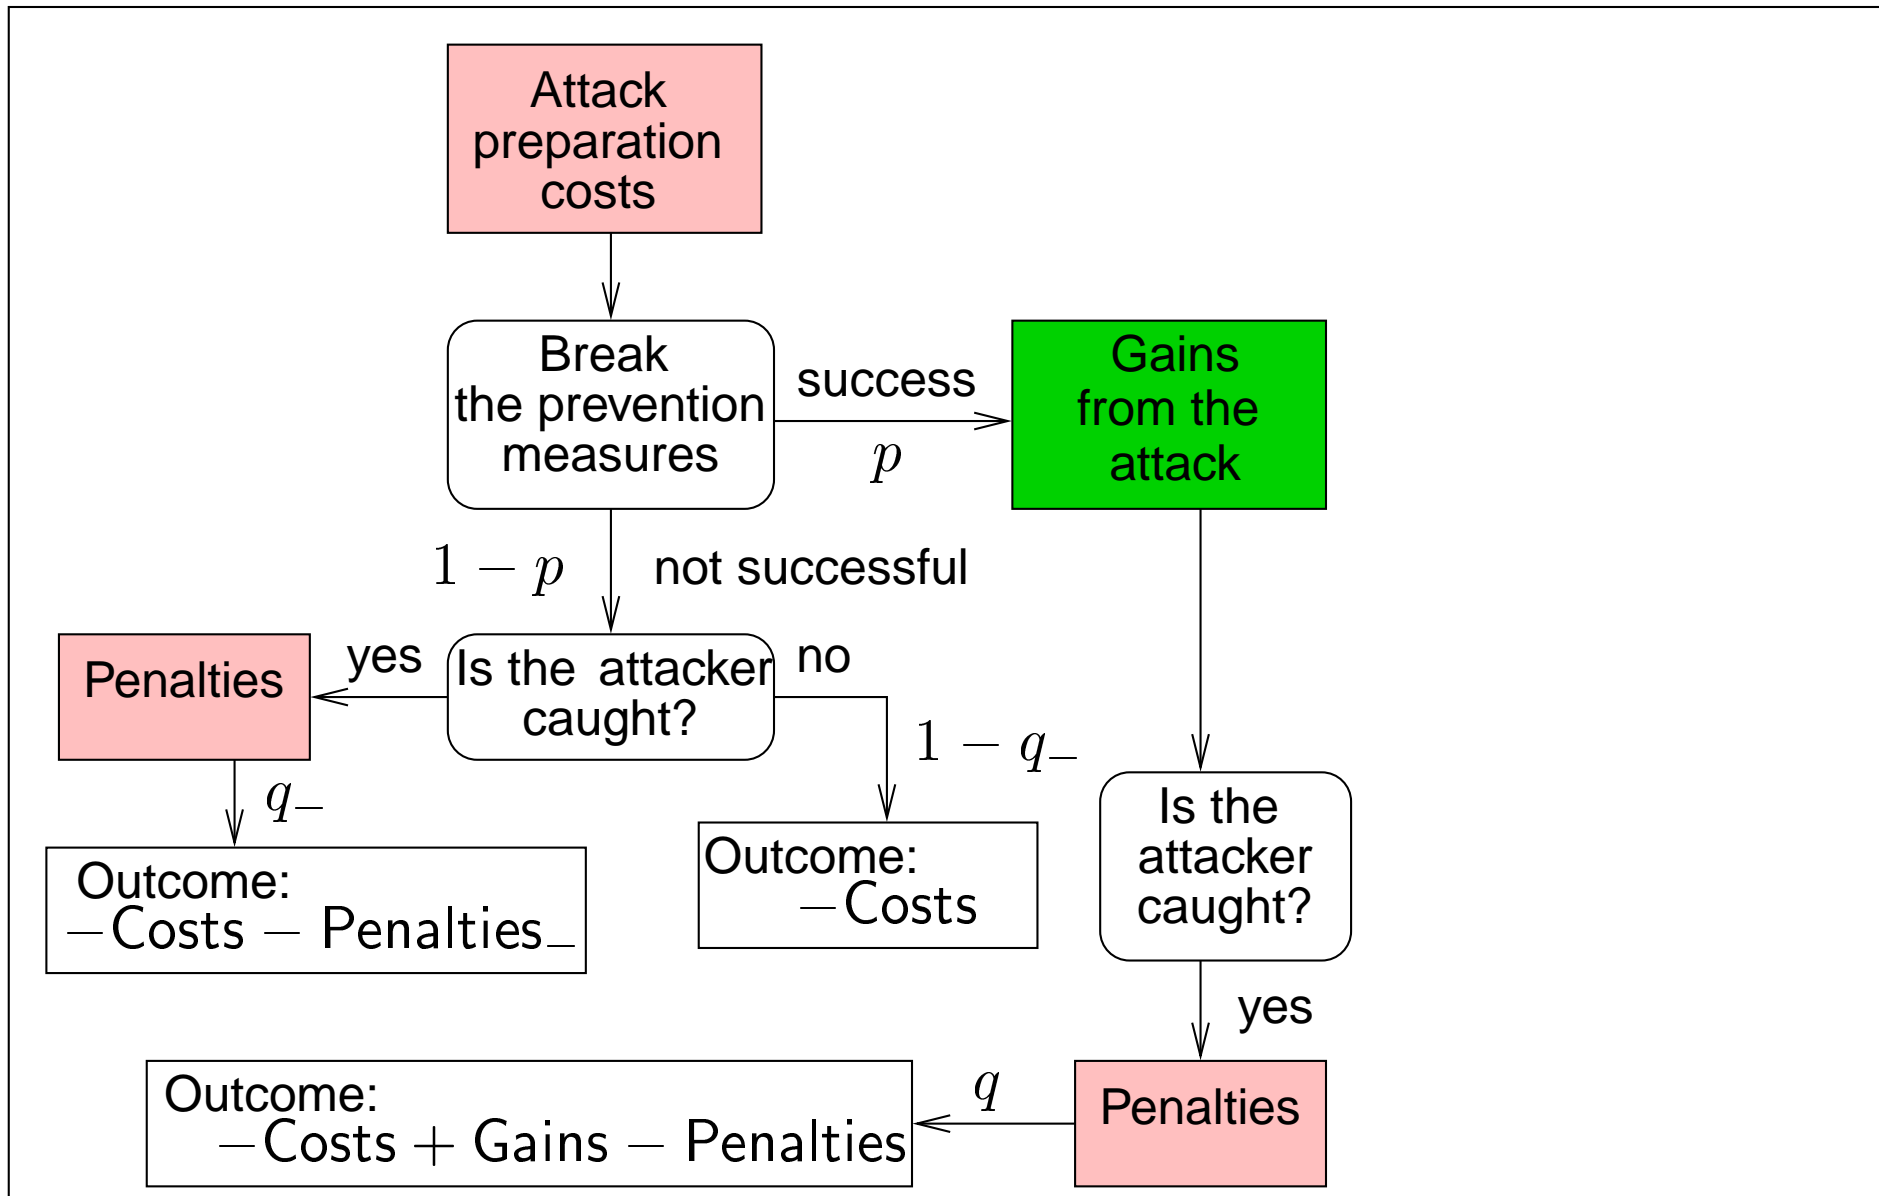 Attack
preparation
costs
Break
the prevention
measures
success
p
Gains
from the
attack
1 − p
not successful
Penalties
yes
Is the attacker
caught?
no
1 − q₋
q₋
Outcome:
−Costs − Penalties₋
Outcome:
−Costs
Is the
attacker
caught?
yes
Outcome:
−Costs + Gains − Penalties
q
Penalties